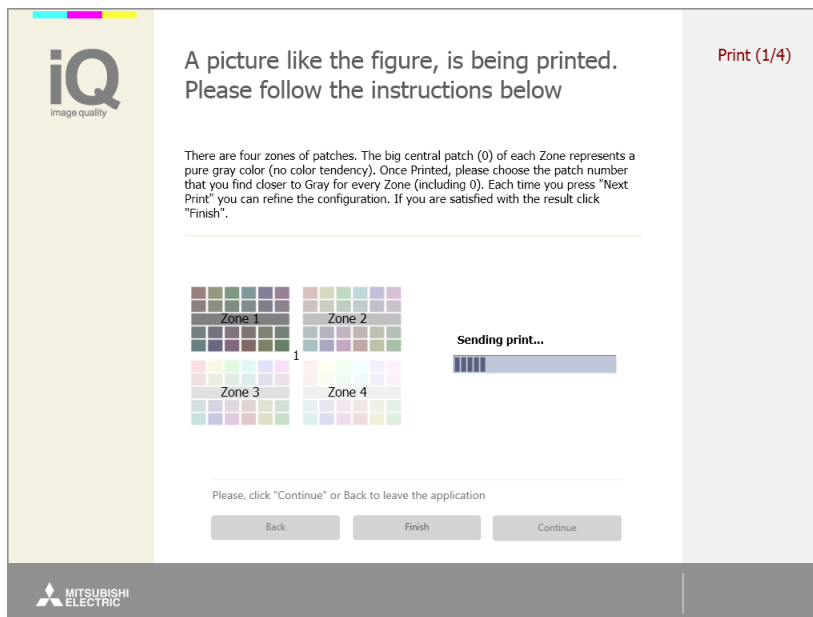 iQ
image quality
A picture like the figure, is being printed.
Please follow the instructions below
Print (1/4)
There are four zones of patches. The big central patch (0) of each Zone represents a
pure gray color (no color tendency). Once Printed, please choose the patch number
that you find closer to Gray for every Zone (including 0). Each time you press "Next
Print" you can refine the configuration. If you are satisfied with the result click
"Finish".
Zone 1
Zone 2
1
Zone 3
Zone 4
Sending print...
Please, click "Continue" or Back to leave the application
Back
Finish
Continue
MITSUBISHI
ELECTRIC